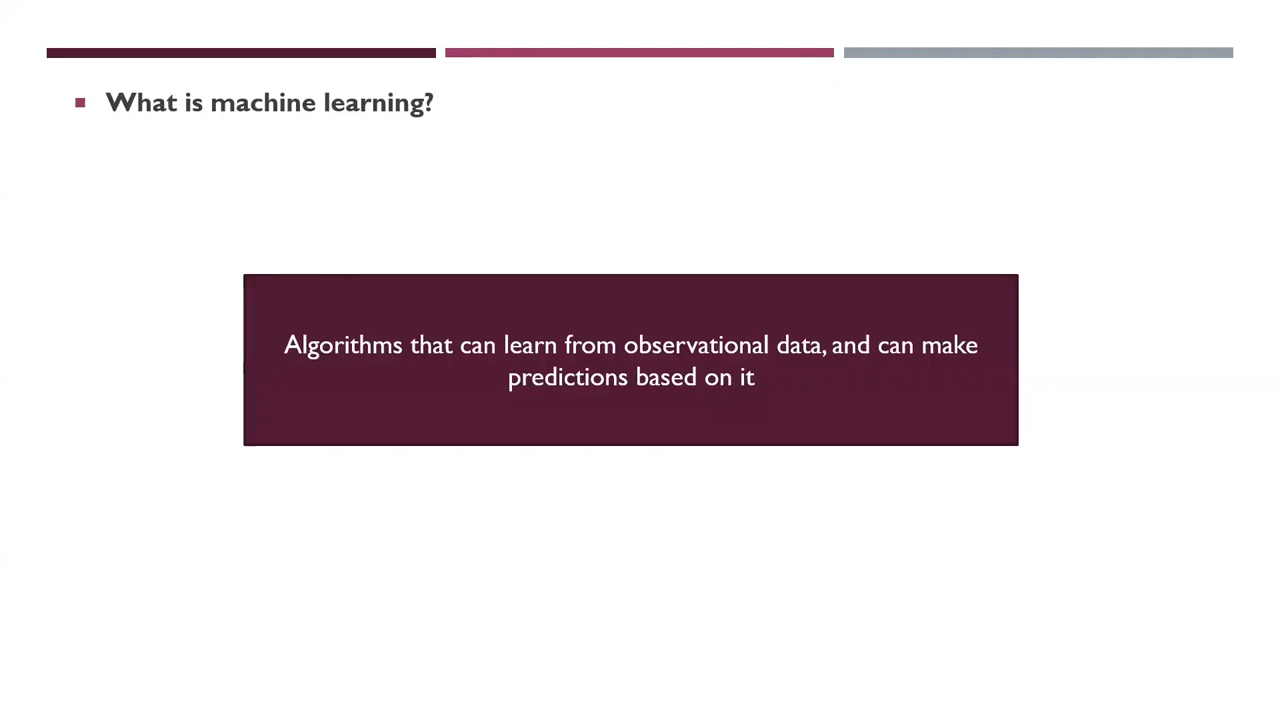 What is machine learning?
Algorithms that can learn from observational data, and can make
predictions based on it